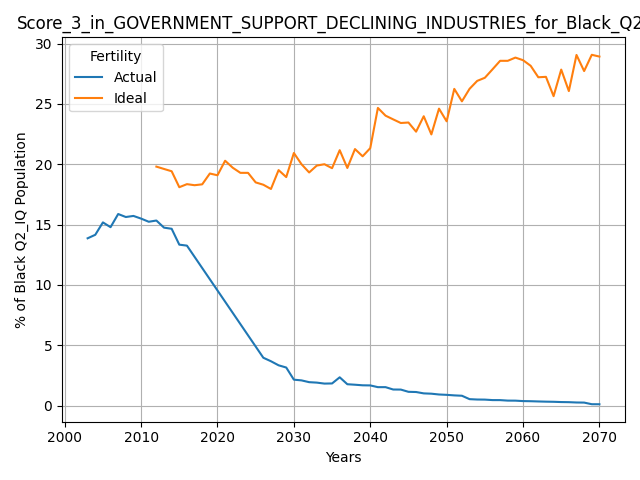 Score_3_in_GOVERNMENT_SUPPORT_DECLINING_INDUSTRIES_for_Black_Q2
30
25
20
15
10
5
0
% of Black Q2_IQ Population
Fertility
Actual
Ideal
2000 2010 2020 2030 2040 2050 2060 2070
Years